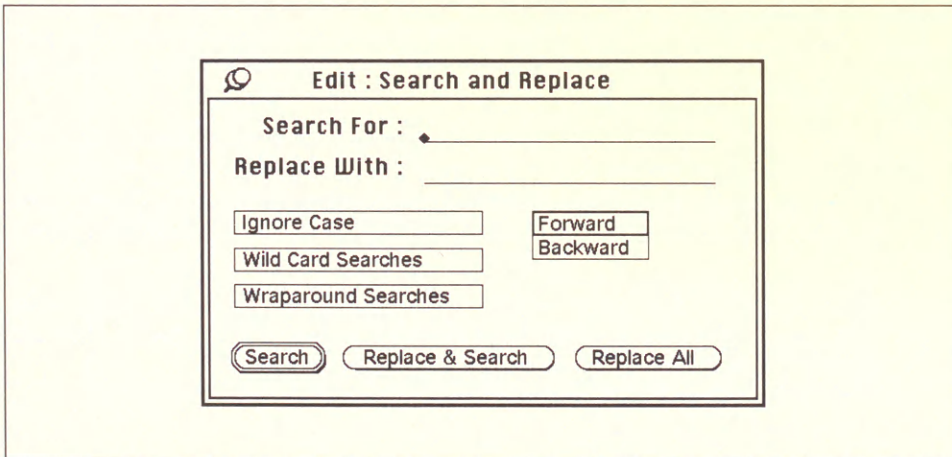 Edit : Search and Replace
Search For :
Replace With :
Ignore Case
Forward
Backward
Wild Card Searches
Wraparound Searches
Search
Replace & Search
Replace All